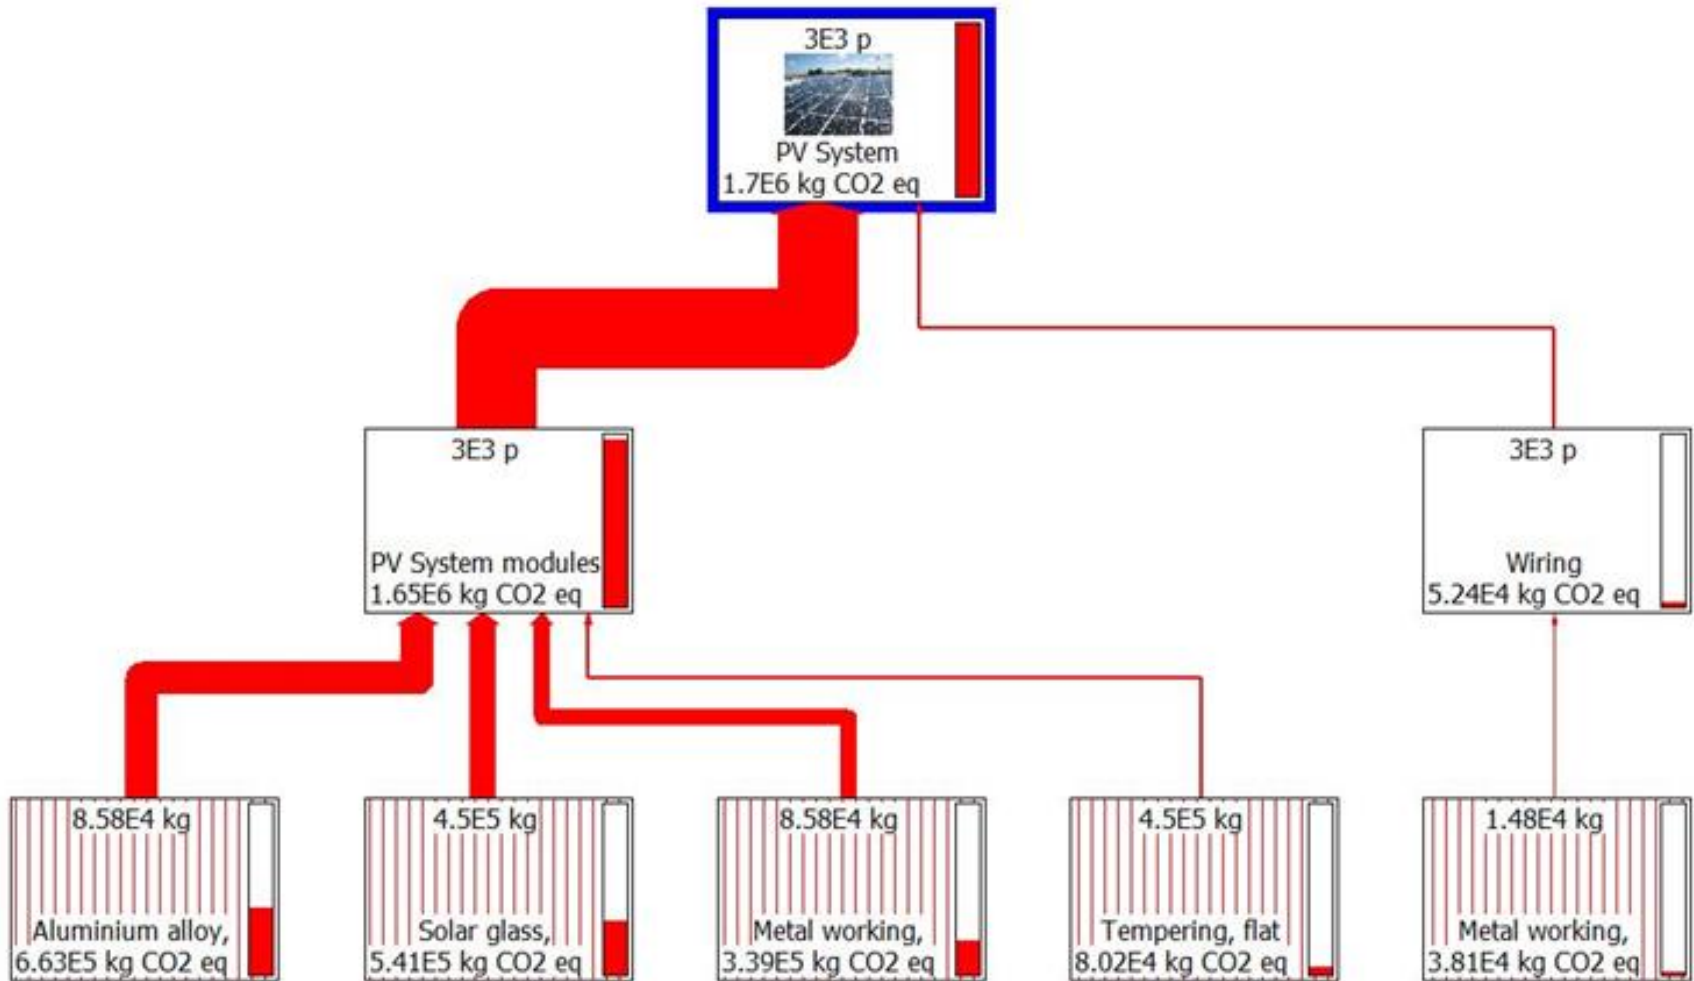 3E3 p
PV System
1.7E6 kg CO2 eq
3E3 p
PV System modules
1.65E6 kg CO2 eq
3E3 p
Wiring
5.24E4 kg CO2 eq
8.58E4 kg
Aluminium alloy,
6.63E5 kg CO2 eq
4.5E5 kg
Solar glass,
5.41E5 kg CO2 eq
8.58E4 kg
Metal working,
3.39E5 kg CO2 eq
4.5E5 kg
Tempering, flat
8.02E4 kg CO2 eq
1.48E4 kg
Metal working,
3.81E4 kg CO2 eq